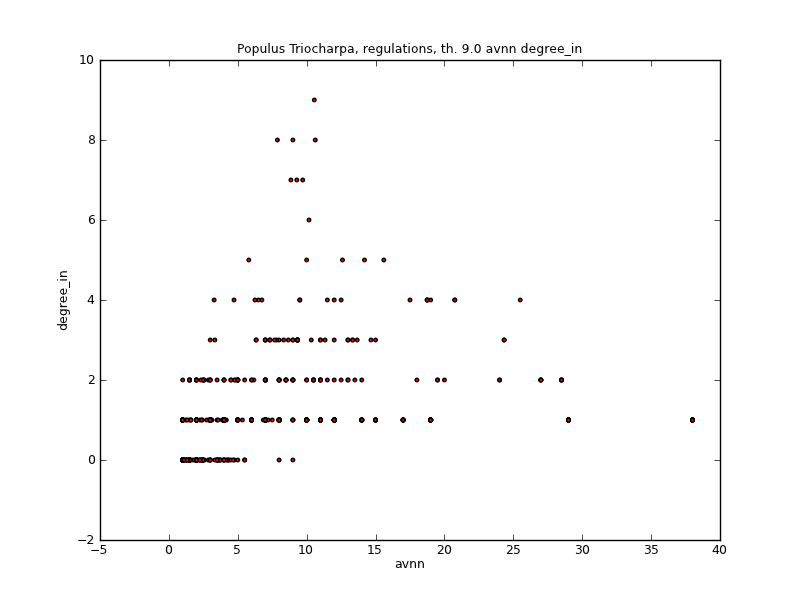 Populus Triocharpa, regulations, th. 9.0 avnn degree_in
10
8
6
4
2
0
−2
degree_in
−5 0 5 10 15 20 25 30 35 40
avnn